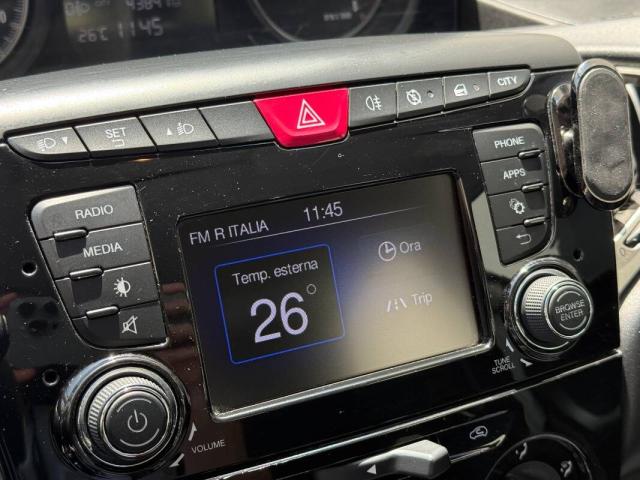 26C 11:45
SET
CITY
RADIO
MEDIA
PHONE
APPS
FM R ITALIA 11:45
Temp. esterna
26°
Ora
Trip
BROWSE
ENTER
TUNE
SCROLL
VOLUME